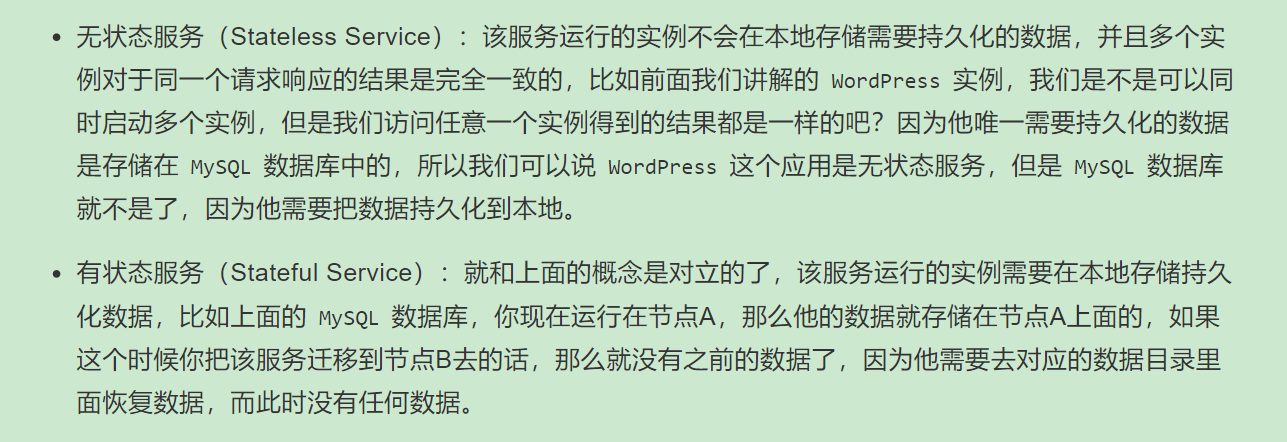 无状态服务（Stateless Service）：该服务运行的实例不会在本地存储需要持久化的数据，并且多个实
例对于同一个请求响应的结果是完全一致的，比如前面我们讲解的 WordPress 实例，我们是不是可以同
时启动多个实例，但是我们访问任意一个实例得到的结果都是一样的吧？因为他唯一需要持久化的数据
是存储在 MySQL 数据库中的，所以我们可以说 WordPress 这个应用是无状态服务，但是 MySQL 数据库
就不是了，因为他需要把数据持久化到本地。
有状态服务（Stateful Service）：就和上面的概念是对立的了，该服务运行的实例需要在本地存储持久
化数据，比如上面的 MySQL 数据库，你现在运行在节点A，那么他的数据就存储在节点A上面的，如果
这个时候你把该服务迁移到节点B去的话，那么就没有之前的数据了，因为他需要去对应的数据目录里
面恢复数据，而此时没有任何数据。